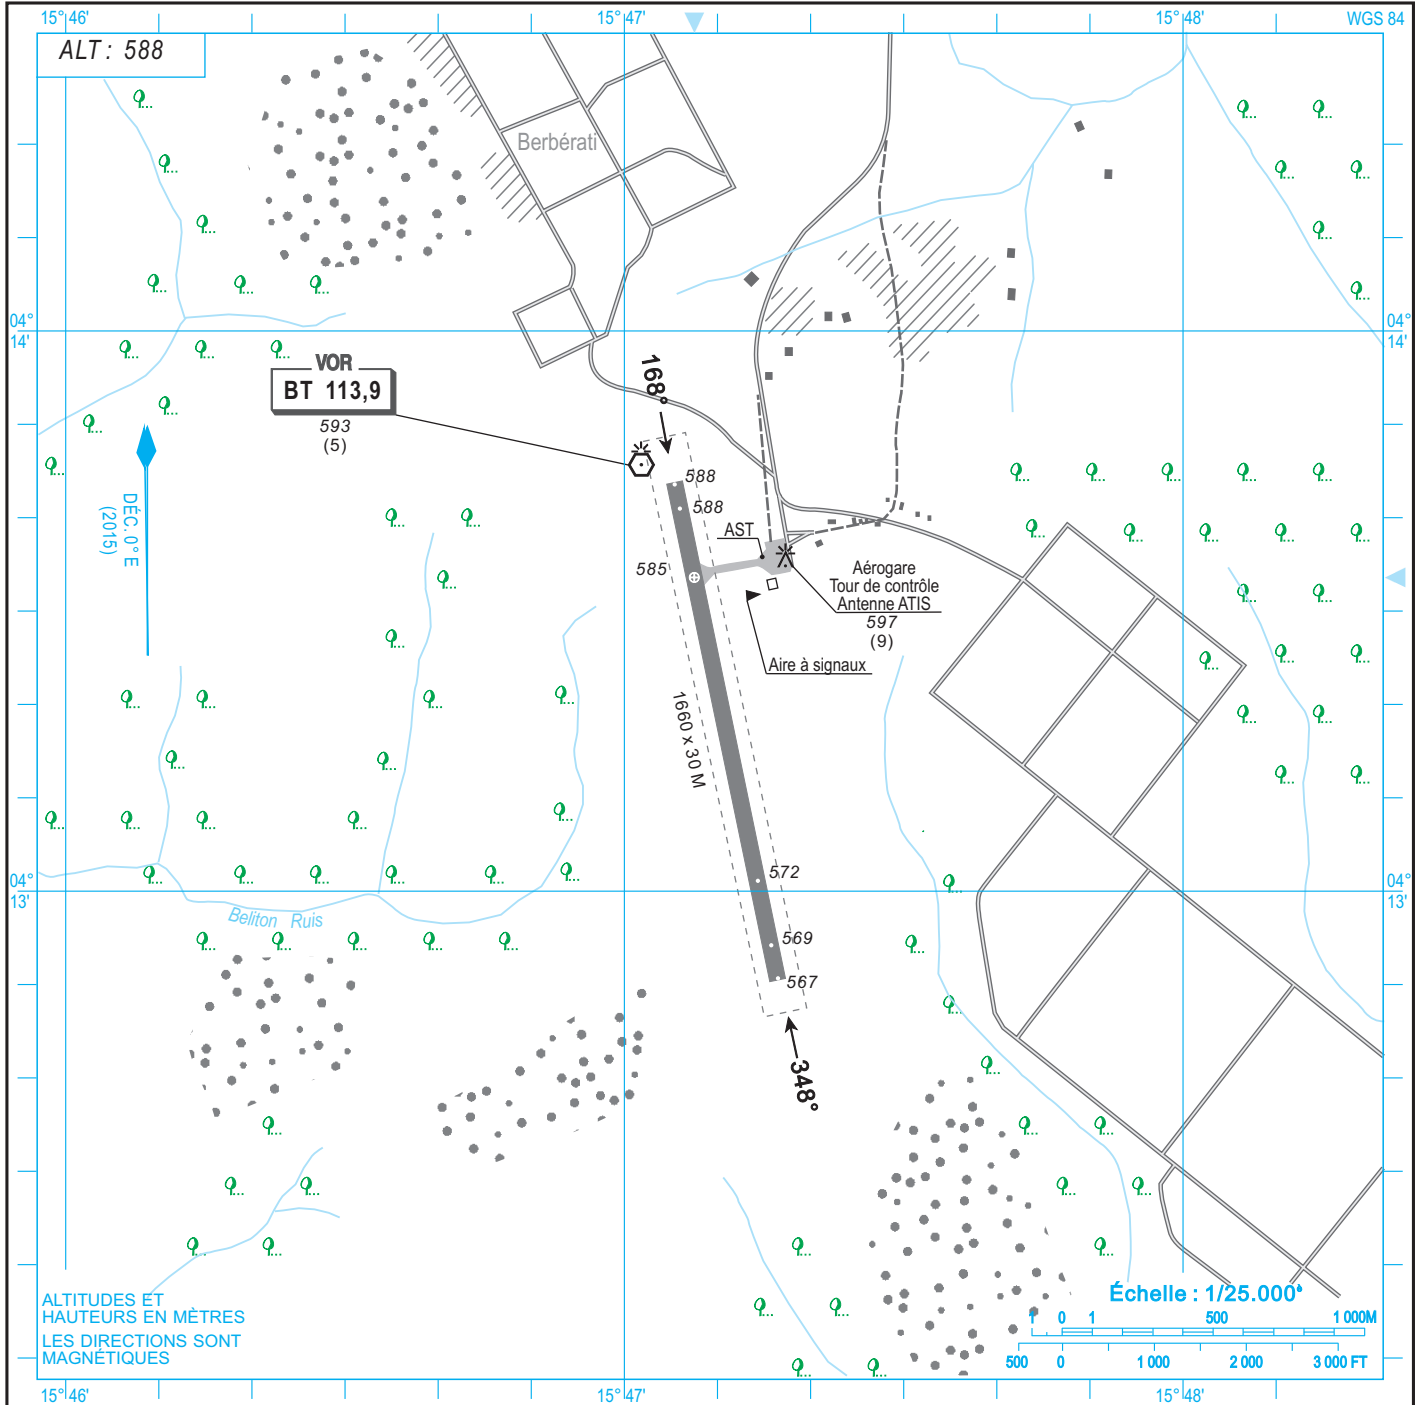 15°46'
15°47'
15°48'
WGS 84
ALT : 588
Berbérati
04°
14'
04°
14'
VOR
BT 113,9
593
(5)
168°
588
588
AST
585
DÉC. 0° E
(2015)
Aérogare
Tour de contrôle
Antenne ATIS
597
(9)
Aire à signaux
1660 x 30 M
04°
13'
572
04°
13'
Beliton Ruis
569
567
348°
ALTITUDES ET
HAUTEURS EN MÈTRES
LES DIRECTIONS SONT
MAGNÉTIQUES
Échelle : 1/25.000°
1 0 1 500 1 000M
500 0 1 000 2 000 3 000 FT
15°46'
15°47'
15°48'